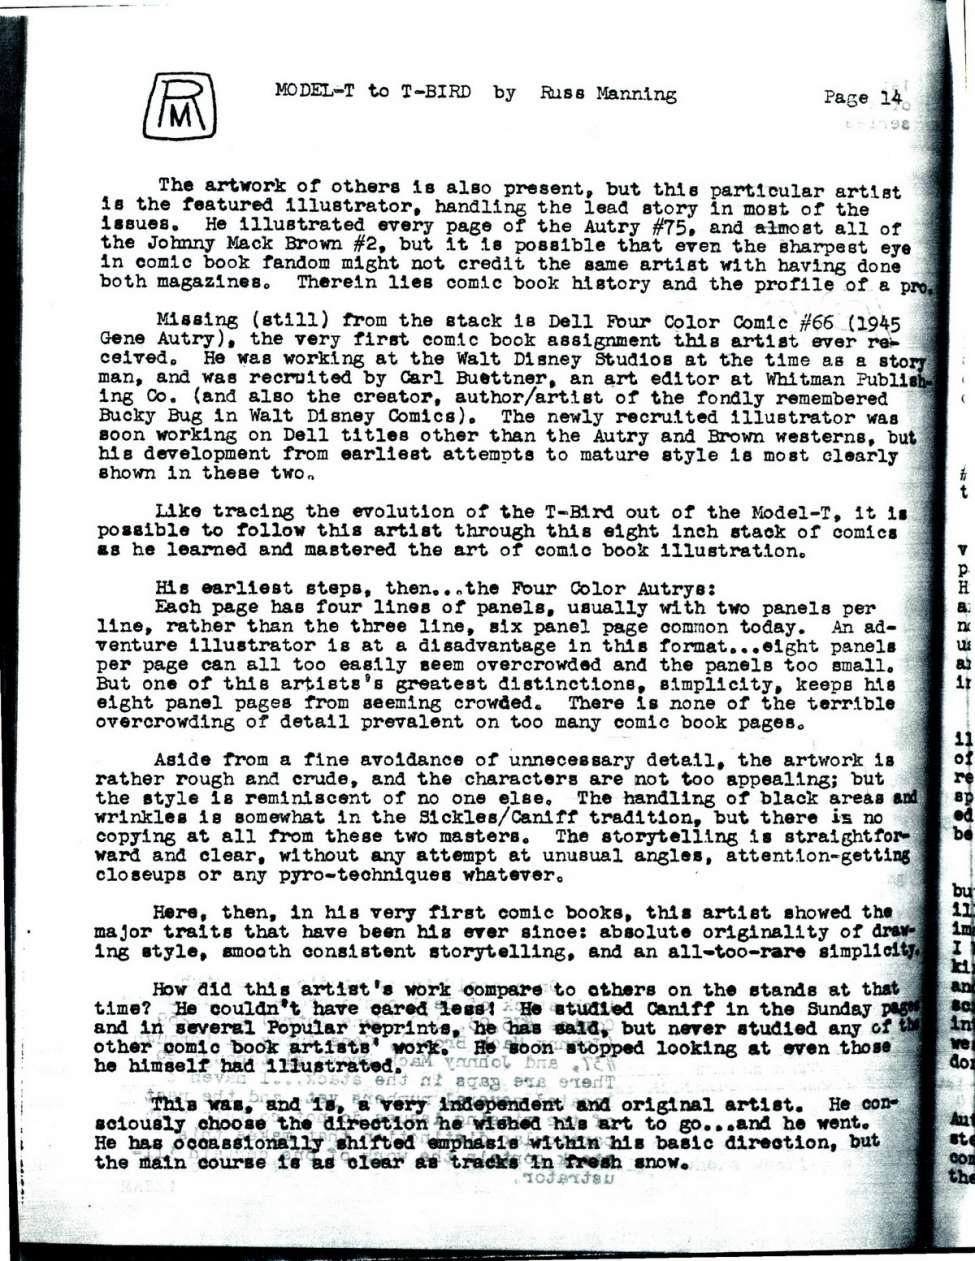 RM
MODEL-T to T-BIRD by Russ Manning
Page 14
The artwork of others is also present, but this particular artist
is the featured illustrator, handling the lead story in most of the
issues. He illustrated every page of the Autry #75, and almost all of
the Johnny Mack Brown #2, but it is possible that even the sharpest eye
in comic book fandom might not credit the same artist with having done
both magazines. Therein lies comic book history and the profile of a pro.
Missing (still) from the stack is Dell Four Color Comic #66 (1945
Gene Autry), the very first comic book assignment this artist ever re-
ceived. He was working at the Walt Disney Studios at the time as a story
man, and was recruited by Carl Buettner, an art editor at Whitman Publish-
ing Co. (and also the creator, author/artist of the fondly remembered
Bucky Bug in Walt Disney Comics). The newly recruited illustrator was
soon working on Dell titles other than the Autry and Brown westerns, but
his development from earliest attempts to mature style is most clearly
shown in these two.
Like tracing the evolution of the T-Bird out of the Model-T, it is
possible to follow this artist through this eight inch stack of comics
as he learned and mastered the art of comic book illustration.
His earliest steps, then...the Four Color Autrys:
Each page has four lines of panels, usually with two panels per
line, rather than the three line, six panel page common today. An ad-
venture illustrator is at a disadvantage in this format...eight panels
per page can all too easily seem overcrowded and the panels too small.
But one of this artists's greatest distinctions, simplicity, keeps his
eight panel pages from seeming crowded. There is none of the terrible
overcrowding of detail prevalent on too many comic book pages.
Aside from a fine avoidance of unnecessary detail, the artwork is
rather rough and crude, and the characters are not too appealing; but
the style is reminiscent of no one else. The handling of black areas and
wrinkles is somewhat in the Sickles/Caniff tradition, but there is no
copying at all from these two masters. The storytelling is straightfor-
ward and clear, without any attempt at unusual angles, attention-getting
closeups or any pyro-techniques whatever.
Here, then, in his very first comic books, this artist showed the
major traits that have been his ever since: absolute originality of draw-
ing style, smooth consistent storytelling, and an all-too-rare simplicity.
How did this artist's work compare to others on the stands at that
time? He couldn't have cared less! He studied Caniff in the Sunday pages
and in several Popular reprints, he has said, but never studied any of the
other comic book artists' work. He soon stopped looking at even those
he himself had illustrated.
This was, and is, a very independent and original artist. He con-
sciously choose the direction he wished his art to go...and he went.
He has occassionally shifted emphasis within his basic direction, but
the main course is as clear as tracks in fresh snow.